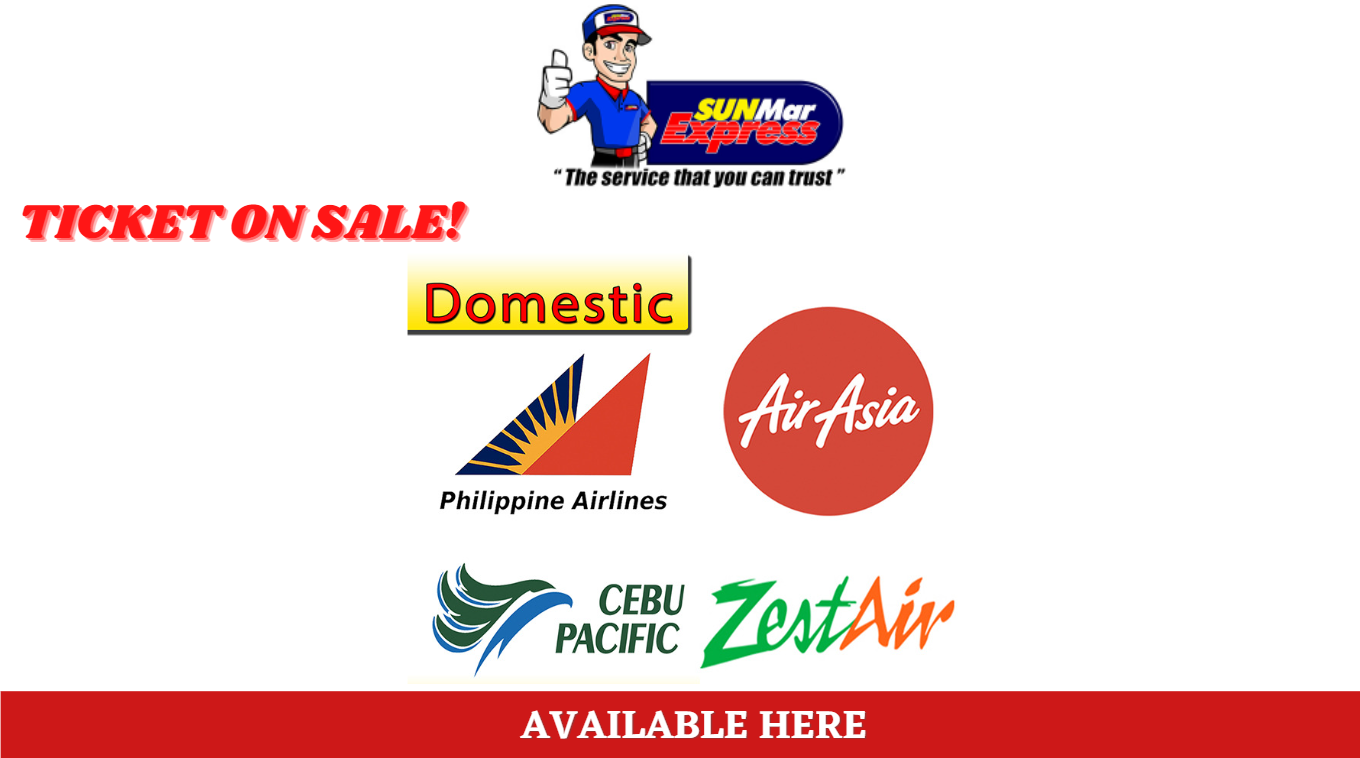 SUNMar
Express
“ The service that you can trust ”
TICKET ON SALE!
Domestic
AirAsia
Philippine Airlines
CEBU
PACIFIC
ZestAir
AVAILABLE HERE